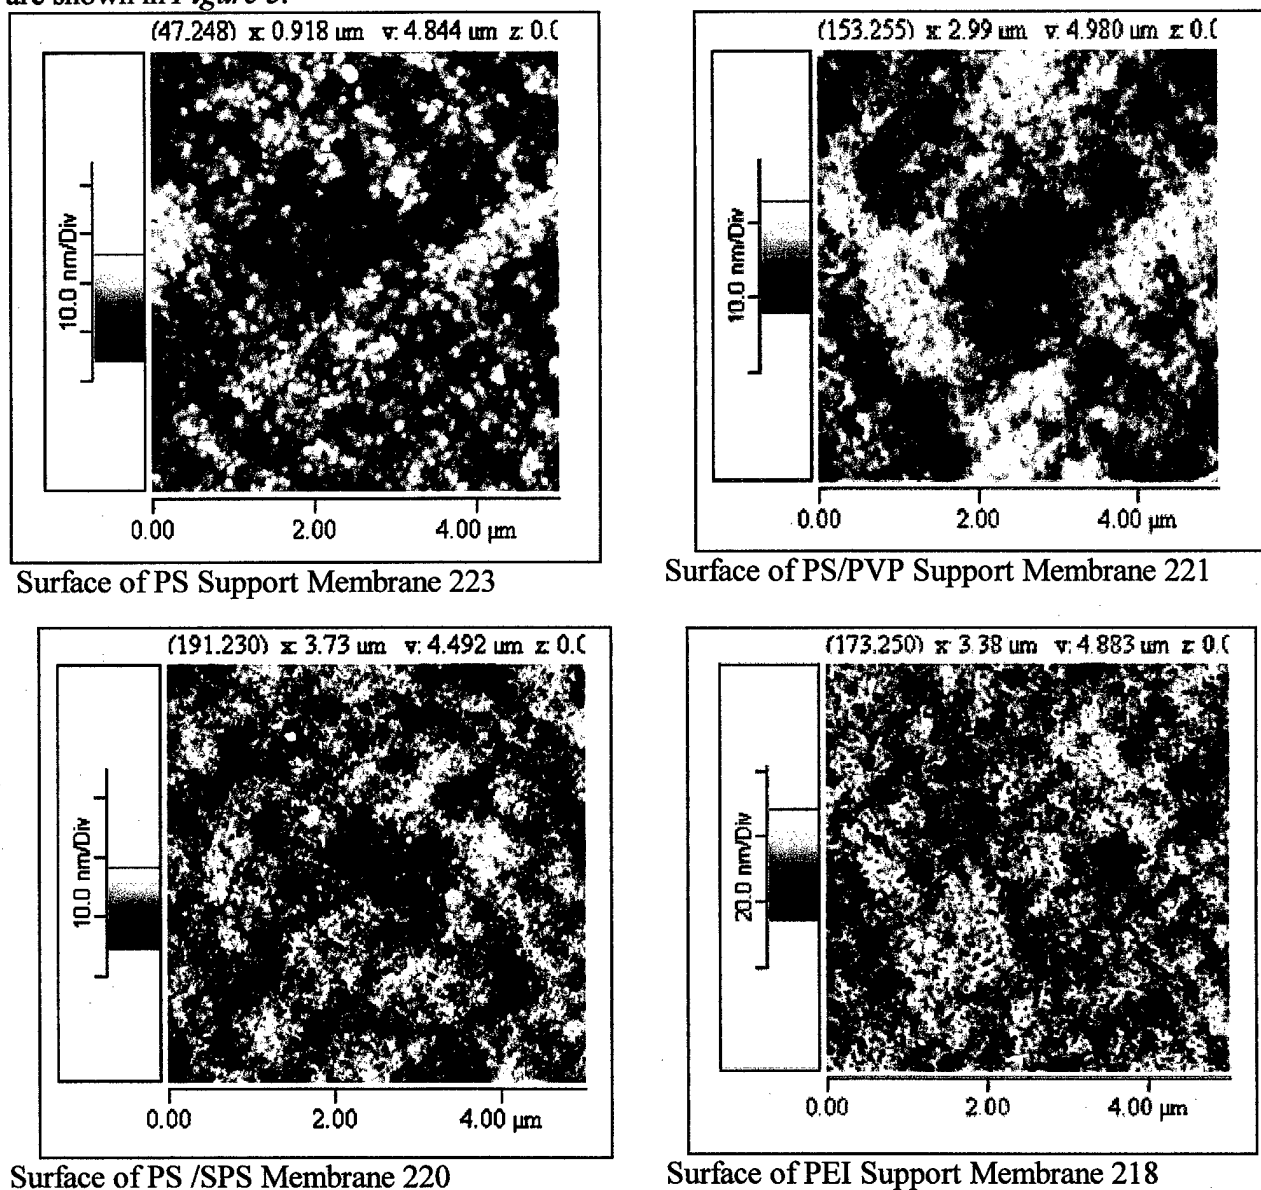 are shown in Figure 3.
(47.248) x: 0.918 um v: 4.844 um z: 0.0
10.0 nm/Div
0.00 2.00 4.00 µm
Surface of PS Support Membrane 223
(153.255) x: 2.99 um v: 4.980 um z: 0.0
10.0 nm/Div
0.00 2.00 4.00 µm
Surface of PS/PVP Support Membrane 221
(191.230) x: 3.73 um v: 4.492 um z: 0.0
10.0 nm/Div
0.00 2.00 4.00 µm
Surface of PS /SPS Membrane 220
(173.250) x: 3.38 um v: 4.883 um z: 0.0
20.0 nm/Div
0.00 2.00 4.00 µm
Surface of PEI Support Membrane 218